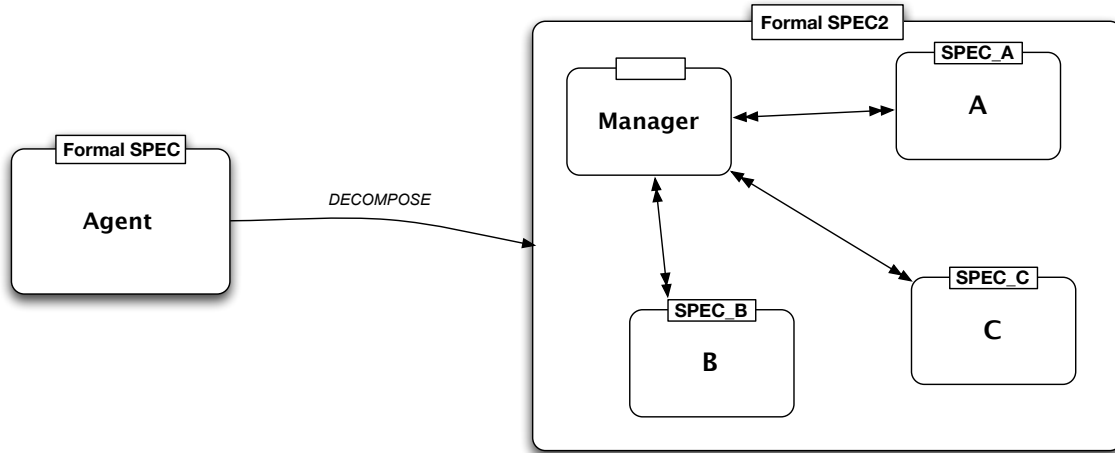 Formal SPEC2
SPEC_A
A
Manager
Formal SPEC
Agent
DECOMPOSE
SPEC_C
C
SPEC_B
B